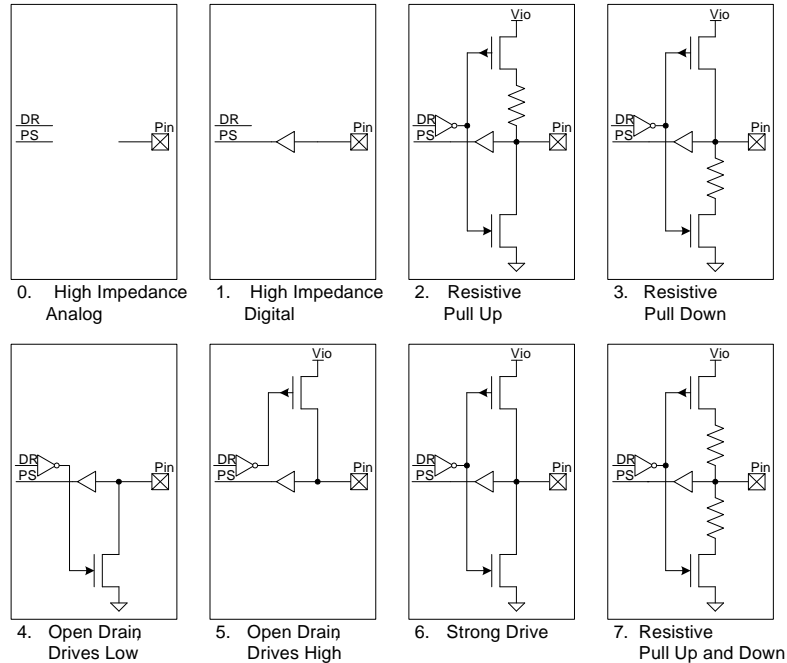 DR
PS
Pin
0. High Impedance
Analog
DR
PS
Pin
1. High Impedance
Digital
Vio
DR
PS
Pin
2. Resistive
Pull Up
Vio
DR
PS
Pin
3. Resistive
Pull Down
DR
PS
Pin
4. Open Drain,
Drives Low
Vio
DR
PS
Pin
5. Open Drain,
Drives High
Vio
DR
PS
Pin
6. Strong Drive
Vio
DR
PS
Pin
7. Resistive
Pull Up and Down